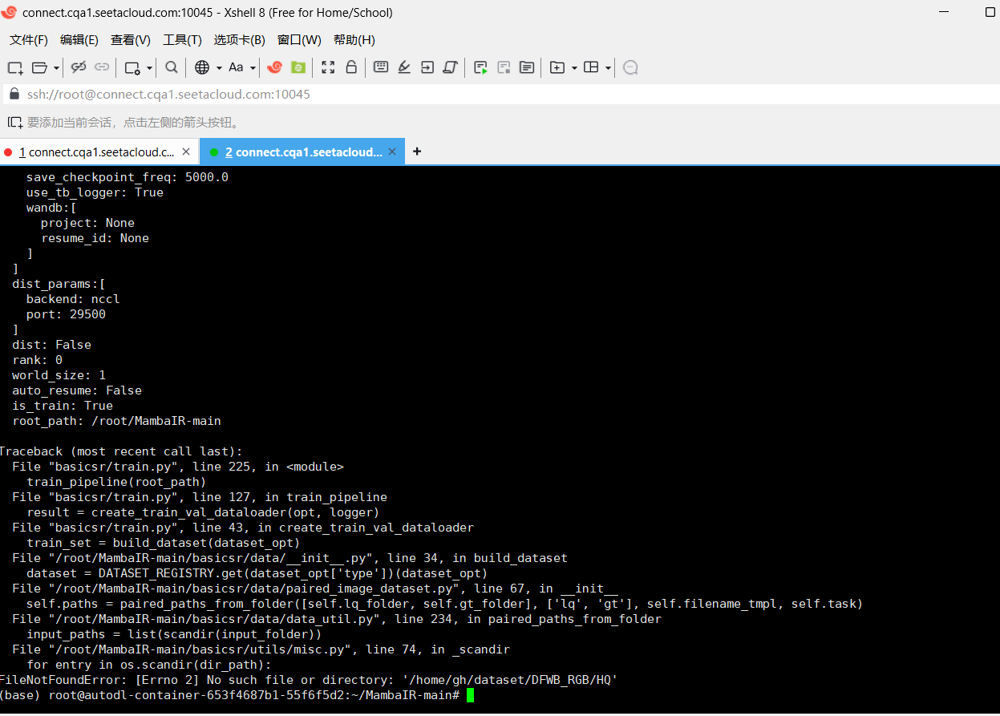 connect.cqa1.seetacloud.com:10045 - Xshell 8 (Free for Home/School)
文件(F) 编辑(E) 查看(V) 工具(T) 选项卡(B) 窗口(W) 帮助(H)
Aa
ssh://root@connect.cqa1.seetacloud.com:10045
要添加当前会话，点击左侧的箭头按钮。
1 connect.cqa1.seetacloud.c... × 2 connect.cqa1.seetacloud... × +
save_checkpoint_freq: 5000.0
use_tb_logger: True
wandb:[
project: None
resume_id: None
]
]
dist_params:[
backend: nccl
port: 29500
]
dist: False
rank: 0
world_size: 1
auto_resume: False
is_train: True
root_path: /root/MambaIR-main
Traceback (most recent call last):
File "basicsr/train.py", line 225, in <module>
train_pipeline(root_path)
File "basicsr/train.py", line 127, in train_pipeline
result = create_train_val_dataloader(opt, logger)
File "basicsr/train.py", line 43, in create_train_val_dataloader
train_set = build_dataset(dataset_opt)
File "/root/MambaIR-main/basicsr/data/__init__.py", line 34, in build_dataset
dataset = DATASET_REGISTRY.get(dataset_opt['type'])(dataset_opt)
File "/root/MambaIR-main/basicsr/data/paired_image_dataset.py", line 67, in __init__
self.paths = paired_paths_from_folder([self.lq_folder, self.gt_folder], ['lq', 'gt'], self.filename_tmpl, self.task)
File "/root/MambaIR-main/basicsr/data/data_util.py", line 234, in paired_paths_from_folder
input_paths = list(scandir(input_folder))
File "/root/MambaIR-main/basicsr/utils/misc.py", line 74, in _scandir
for entry in os.scandir(dir_path):
FileNotFoundError: [Errno 2] No such file or directory: '/home/gh/dataset/DFWB_RGB/HQ'
(base) root@autodl-container-653f4687b1-55f6f5d2:~/MambaIR-main#